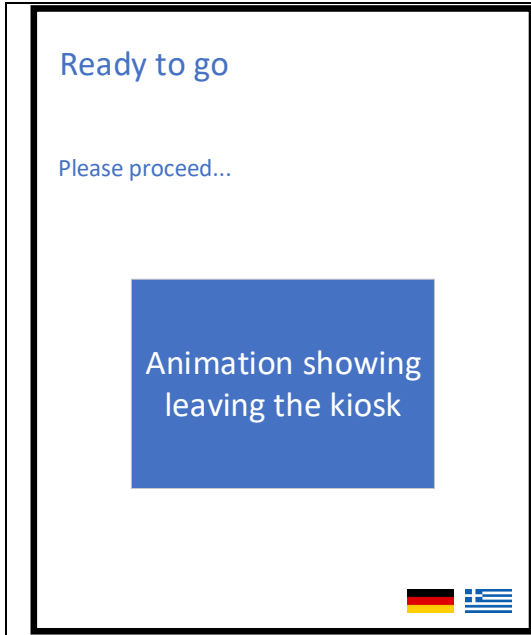 Ready to go
Please proceed...
Animation showing
leaving the kiosk